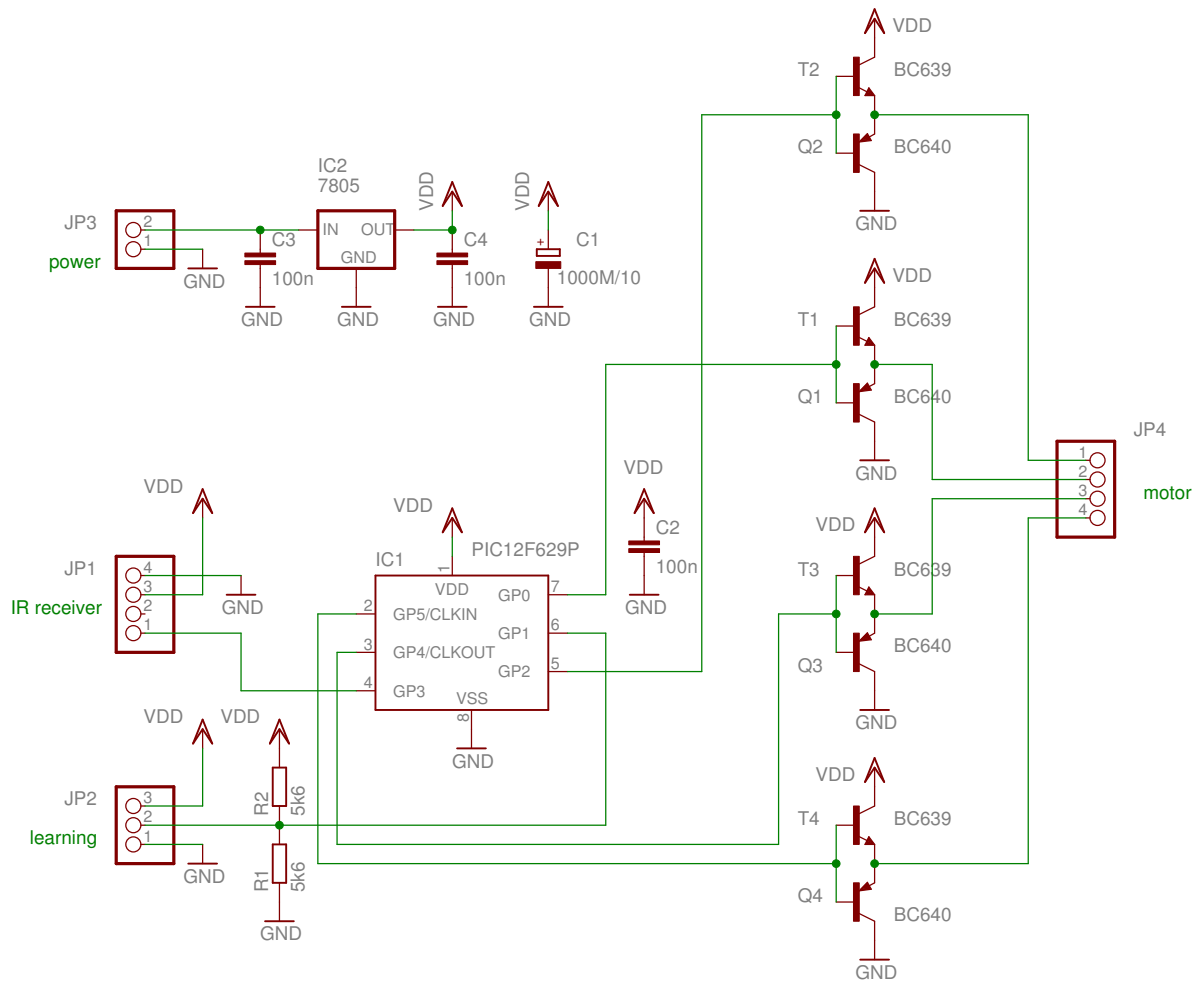 VDD
T2
BC639
Q2
BC640
GND
IC2
7805
VDD
VDD
JP3
2
1
power
GND
IN
OUT
GND
C3
100n
GND
GND
C4
100n
GND
+
C1
1000M/10
GND
VDD
T1
BC639
Q1
BC640
GND
JP4
1
2
3
4
motor
VDD
JP1
4
3
2
1
IR receiver
GND
VDD
IC1
PIC12F629P
1
VDD
2
GP5/CLKIN
3
GP4/CLKOUT
4
GP3
GP0
7
GP1
6
GP2
5
VSS
8
GND
VDD
C2
100n
GND
VDD
T3
BC639
Q3
BC640
GND
VDD
VDD
JP2
3
2
1
learning
GND
R2
5k6
R1
5k6
GND
VDD
T4
BC639
Q4
BC640
GND